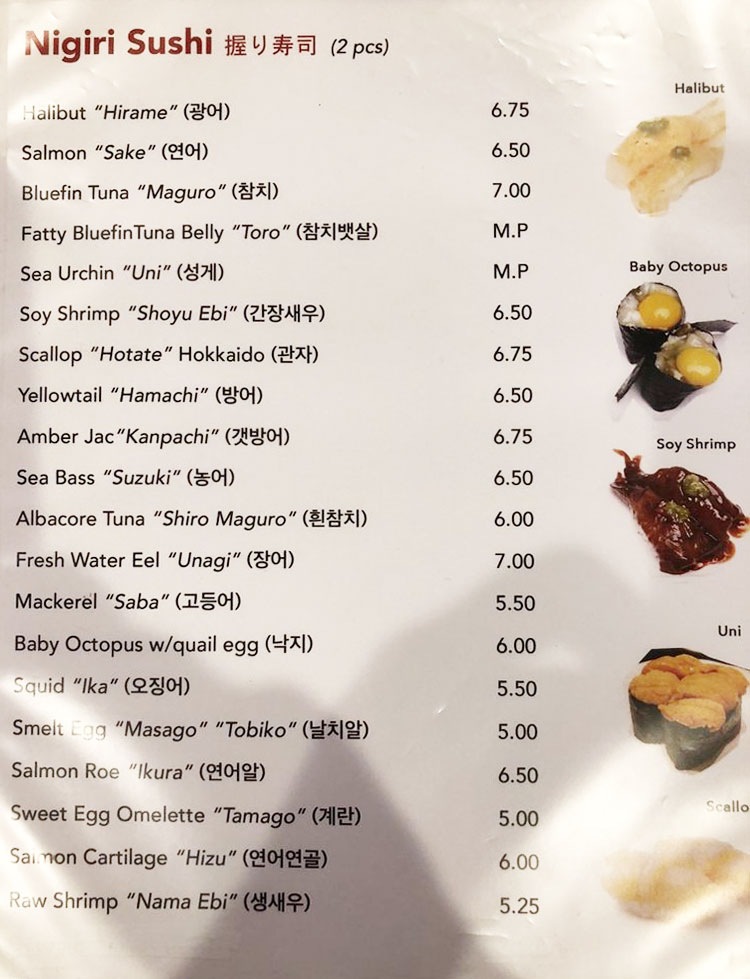 Nigiri Sushi 握り寿司 (2 pcs)
Halibut "Hirame" (광어) 6.75
Salmon "Sake" (연어) 6.50
Bluefin Tuna "Maguro" (참치) 7.00
Fatty BluefinTuna Belly "Toro" (참치뱃살) M.P
Sea Urchin "Uni" (성게) M.P
Soy Shrimp "Shoyu Ebi" (간장새우) 6.50
Scallop "Hotate" Hokkaido (관자) 6.75
Yellowtail "Hamachi" (방어) 6.50
Amber Jac"Kanpachi" (갯방어) 6.75
Sea Bass "Suzuki" (농어) 6.50
Albacore Tuna "Shiro Maguro" (흰참치) 6.00
Fresh Water Eel "Unagi" (장어) 7.00
Mackerel "Saba" (고등어) 5.50
Baby Octopus w/quail egg (낙지) 6.00
Squid "Ika" (오징어) 5.50
Smelt Egg "Masago" "Tobiko" (날치알) 5.00
Salmon Roe "Ikura" (연어알) 6.50
Sweet Egg Omelette "Tamago" (계란) 5.00
Salmon Cartilage "Hizu" (연어연골) 6.00
Raw Shrimp "Nama Ebi" (생새우) 5.25
Halibut
Baby Octopus
Soy Shrimp
Uni
Scallo